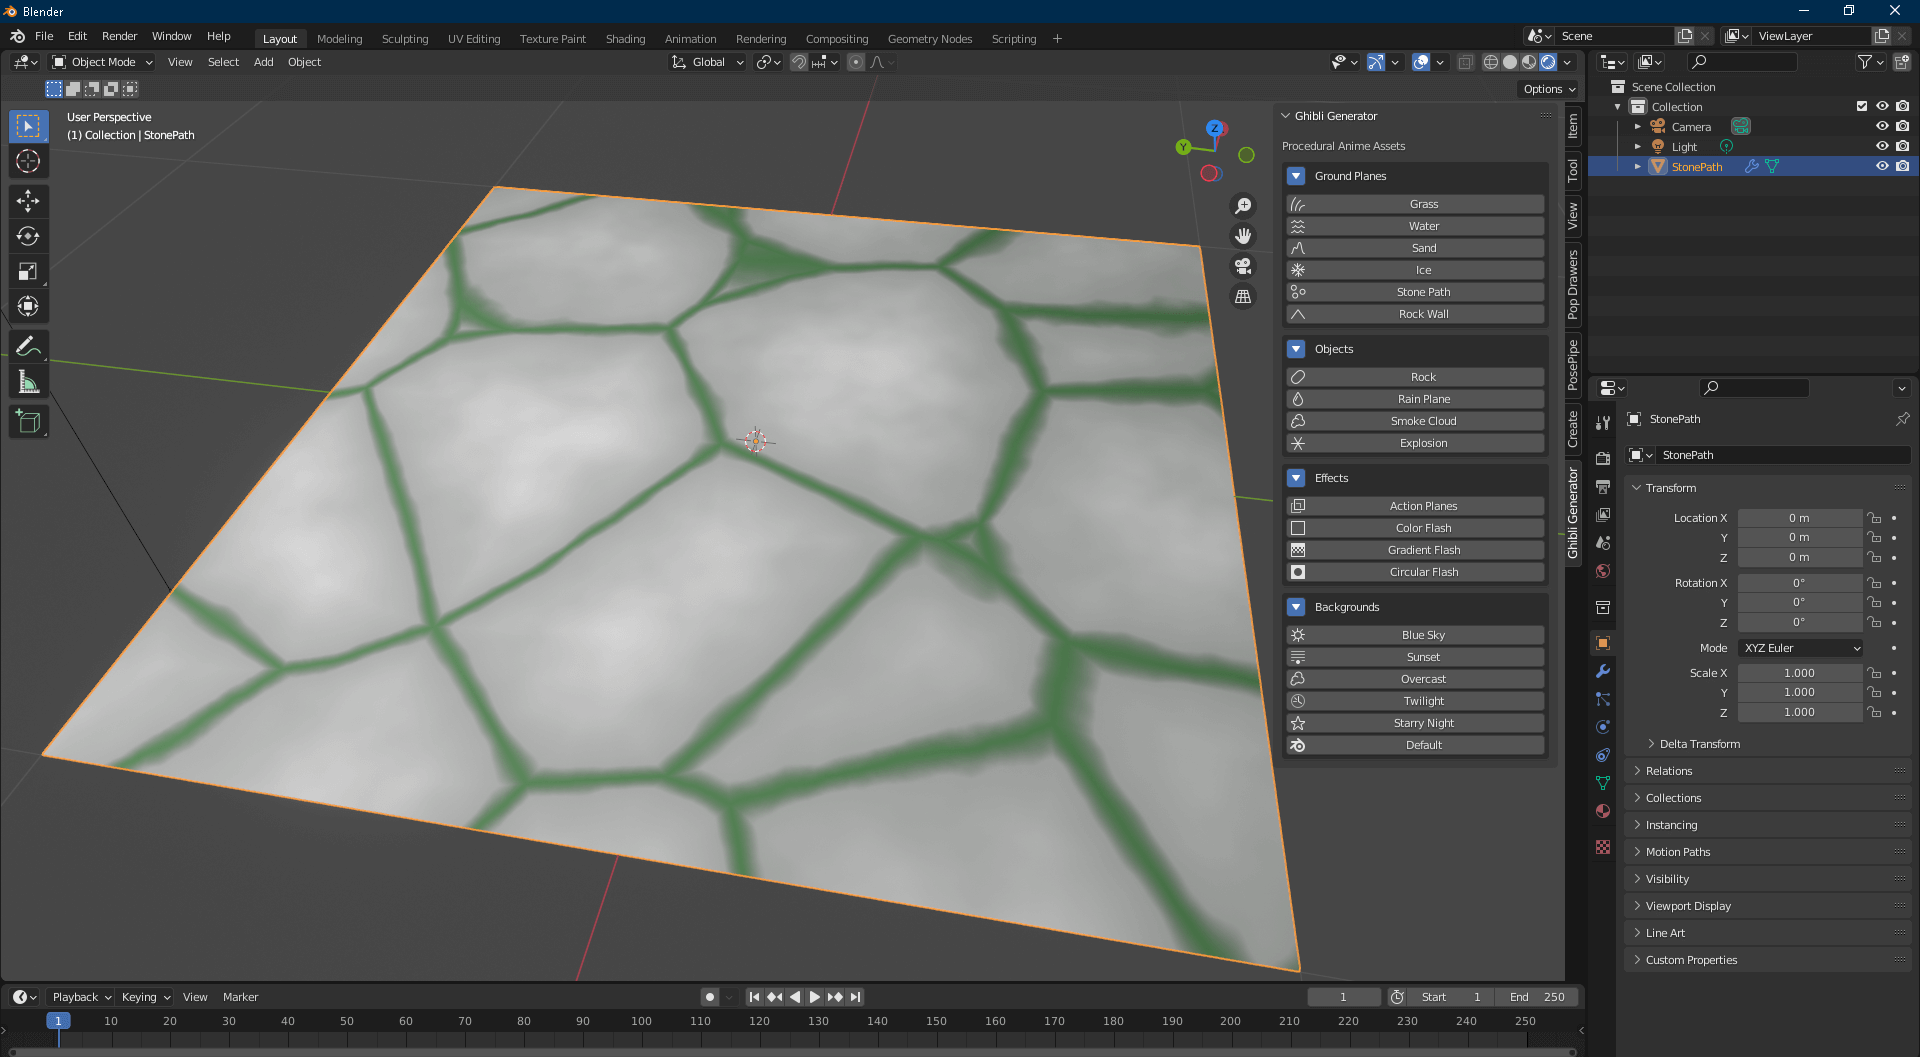 Blender
File Edit Render Window Help
Layout Modeling Sculpting UV Editing Texture Paint Shading Animation Rendering Compositing Geometry Nodes Scripting +
Scene
ViewLayer
Object Mode View Select Add Object
Global
Options
User Perspective
(1) Collection | StonePath
Z
Y
Ghibli Generator
Procedural Anime Assets
Ground Planes
Grass
Water
Sand
Ice
Stone Path
Rock Wall
Objects
Rock
Rain Plane
Smoke Cloud
Explosion
Effects
Action Planes
Color Flash
Gradient Flash
Circular Flash
Backgrounds
Blue Sky
Sunset
Overcast
Twilight
Starry Night
Default
Item
Tool
View
Pop Drawers
PosePipe
Create
Ghibli Generator
Scene Collection
Collection
Camera
Light
StonePath
StonePath
StonePath
Transform
Location X 0 m
Y 0 m
Z 0 m
Rotation X 0°
Y 0°
Z 0°
Mode XYZ Euler
Scale X 1.000
Y 1.000
Z 1.000
Delta Transform
Relations
Collections
Instancing
Motion Paths
Visibility
Viewport Display
Line Art
Custom Properties
Playback Keying View Marker
1 Start 1 End 250
1 10 20 30 40 50 60 70 80 90 100 110 120 130 140 150 160 170 180 190 200 210 220 230 240 250